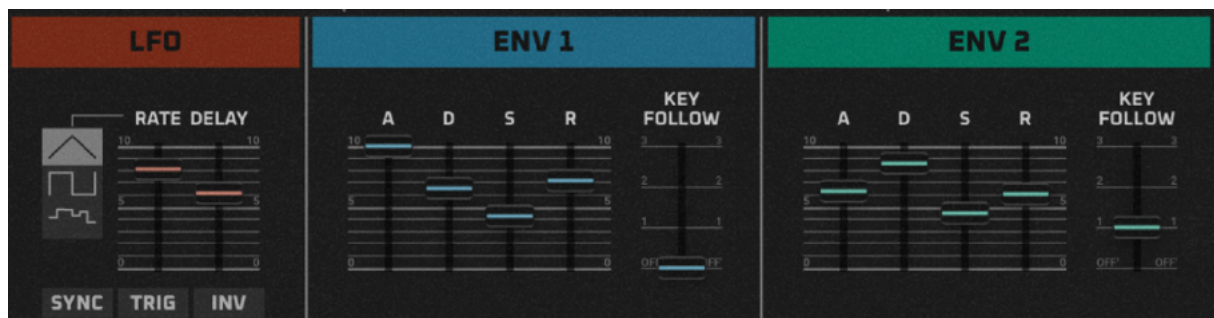 LFO
RATE DELAY
10 10
5 5
0 0
SYNC TRIG INV
ENV 1
A D S R
10 10
5 5
0 0
KEY
FOLLOW
3 3
2 2
1 1
OFF OFF
ENV 2
A D S R
10 10
5 5
0 0
KEY
FOLLOW
3 3
2 2
1 1
OFF OFF